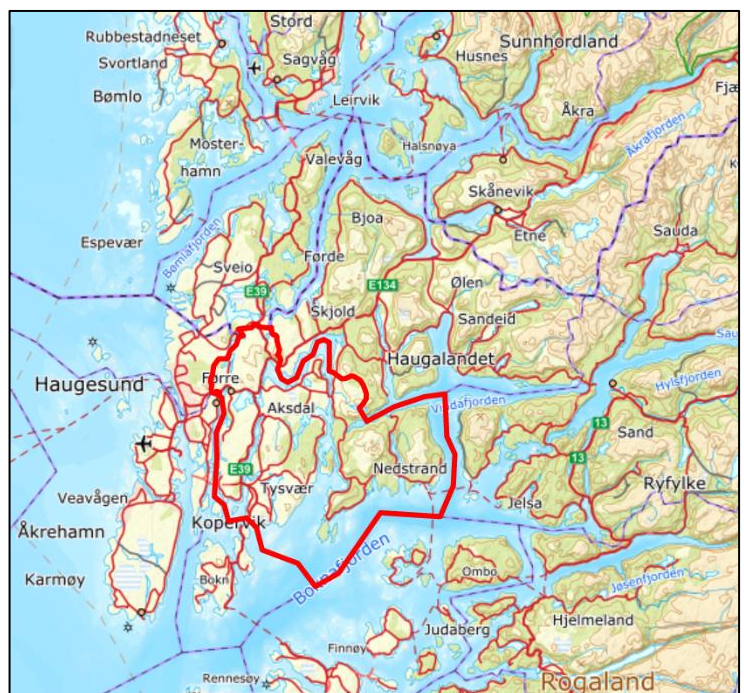 Stord
Rubbestadneset
Sunnhordland
Svortland
Sagvåg
Husnes
Bømlo
Leirvik
Åkra
Moster-
hamn
Halsnøya
Åkrafjorden
Valevåg
Skånevik
Bjoa
Espevær
Bømlafjorden
Etne
Sauda
Sveio
Førde
E134
Ølen
E39
Skjold
Sandeid
Haugalandet
Haugesund
Førre
Vindafjorden
Hylsfjorden
Aksdal
13
Sand
E39
Nedstrand
13
Veavågen
Tysvær
Jelsa
Ryfylke
Åkrehamn
Kopervik
Boknafjorden
Karmøy
Bokn
Ombo
Jøsenfjorden
Judaberg
Hjelmeland
Finnøy
Rennesøy
Rogaland